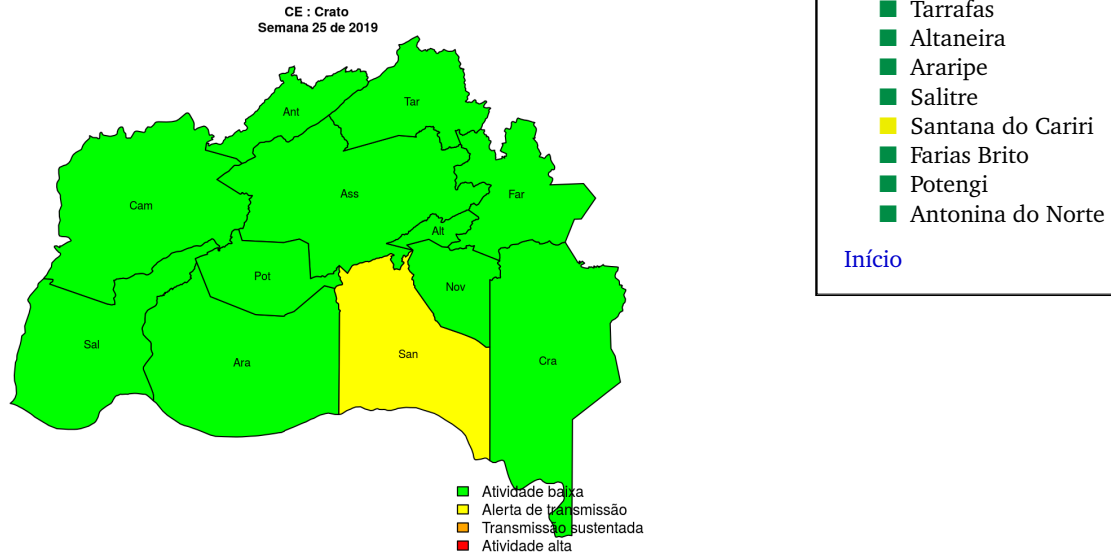 CE : Crato
Semana 25 de 2019
Ant
Tar
Cam
Ass
Far
Alt
Pot
Nov
Sal
Ara
San
Cra
Atividade baixa
Alerta de transmissão
Transmissão sustentada
Atividade alta
Tarrafas
Altaneira
Araripe
Salitre
Santana do Cariri
Farias Brito
Potengi
Antonina do Norte
Início